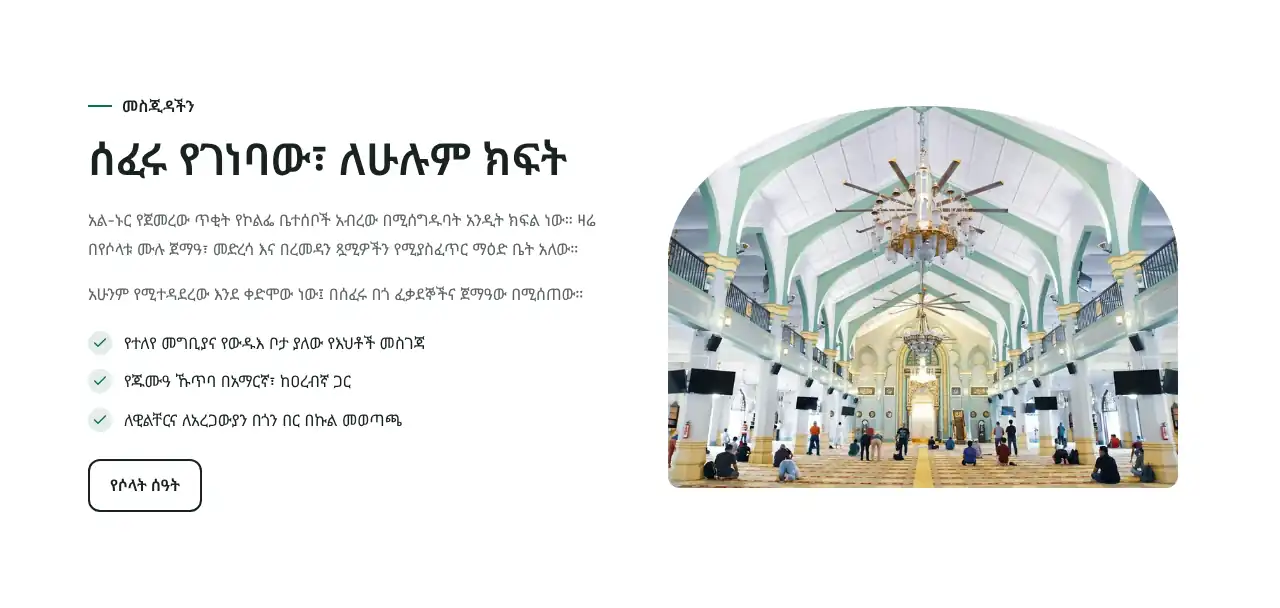 መስጂዳችን
ሰፈሩ የገነባው፣ ለሁሉም ክፍት
አል-ኑር የጀመረው ጥቂት የኮልፌ ቤተሰቦች አብረው በሚሰግዱባት አንዲት ክፍል ነው። ዛሬ
በየሶላቱ ሙሉ ጀማዓ፣ መድረሳ እና በረመዳን ጿሚዎችን የሚያስፈጥር ማዕድ ቤት አለው።
አሁንም የሚተዳደረው እንደ ቀድሞው ነው፤ በሰፈሩ በጎ ፈቃደኞችና ጀማዓው በሚሰጠው።
የተለየ መግቢያና የውዱእ ቦታ ያለው የእህቶች መስገጃ
የጁሙዓ ኹጥባ በአማርኛ፣ ከዐረብኛ ጋር
ለዊልቸርና ለአረጋውያን በጎን በር በኩል መወጣጫ
የሶላት ሰዓት